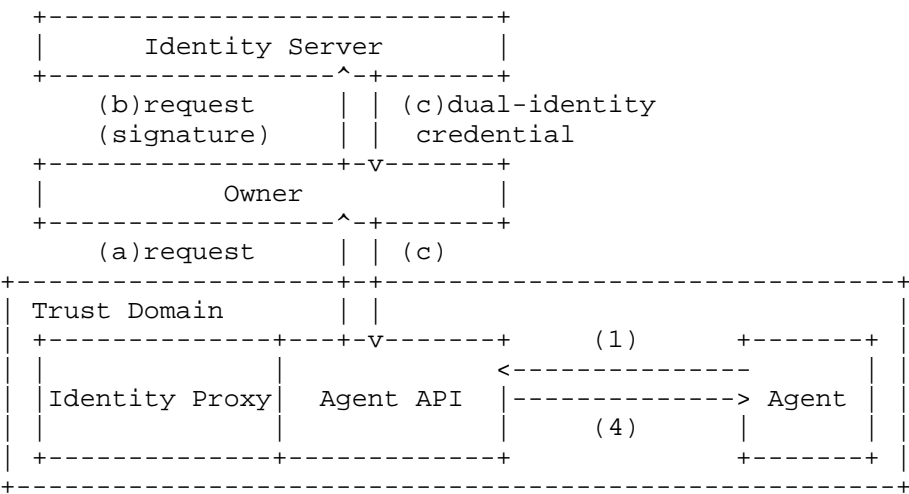 Identity Server
(b)request (c)dual-identity
(signature) credential
Owner
(a)request (c)
Trust Domain
(1)
Identity Proxy Agent API Agent
(4)